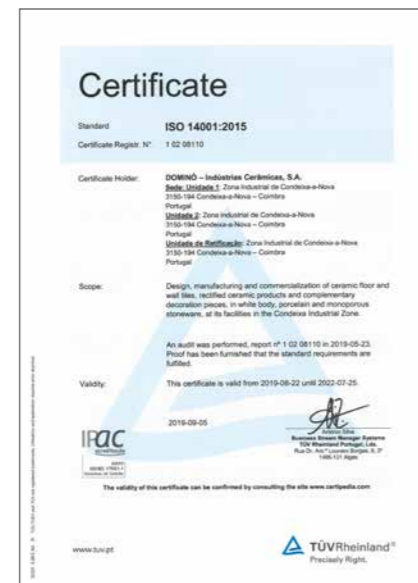 Certificate
Standard ISO 14001:2015
Certificate Registr. Nº 1 02 08110
Certificate Holder: DOMINÓ – Indústrias Cerâmicas, S.A.
Sede: Unidade 1: Zona Industrial de Condeixa-a-Nova
3150-194 Condeixa-a-Nova – Coimbra
Portugal
Unidade 2: Zona Industrial de Condeixa-a-Nova
3150-194 Condeixa-a-Nova – Coimbra
Portugal
Unidade de Retificação: Zona Industrial de Condeixa-a-Nova
3150-194 Condeixa-a-Nova – Coimbra
Portugal
Scope: Design, manufacturing and commercialization of ceramic floor and
wall tiles, rectified ceramic products and complementary
decoration pieces, in white body, porcelain and monoporous
stoneware, at its facilities in the Condeixa Industrial Zone.
An audit was performed, report nº 1 02 08110 in 2019-05-23.
Proof has been furnished that the standard requirements are
fulfilled.
Validity: This certificate is valid from 2019-08-22 until 2022-07-25.
2019-09-05
António Silva
Business Stream Manager Systems
TÜV Rheinland Portugal, Lda.
IPAC
acreditação
The validity of this certificate can be confirmed by consulting the site www.certipedia.com
www.tuv.pt
TÜVRheinland®
Precisely Right.